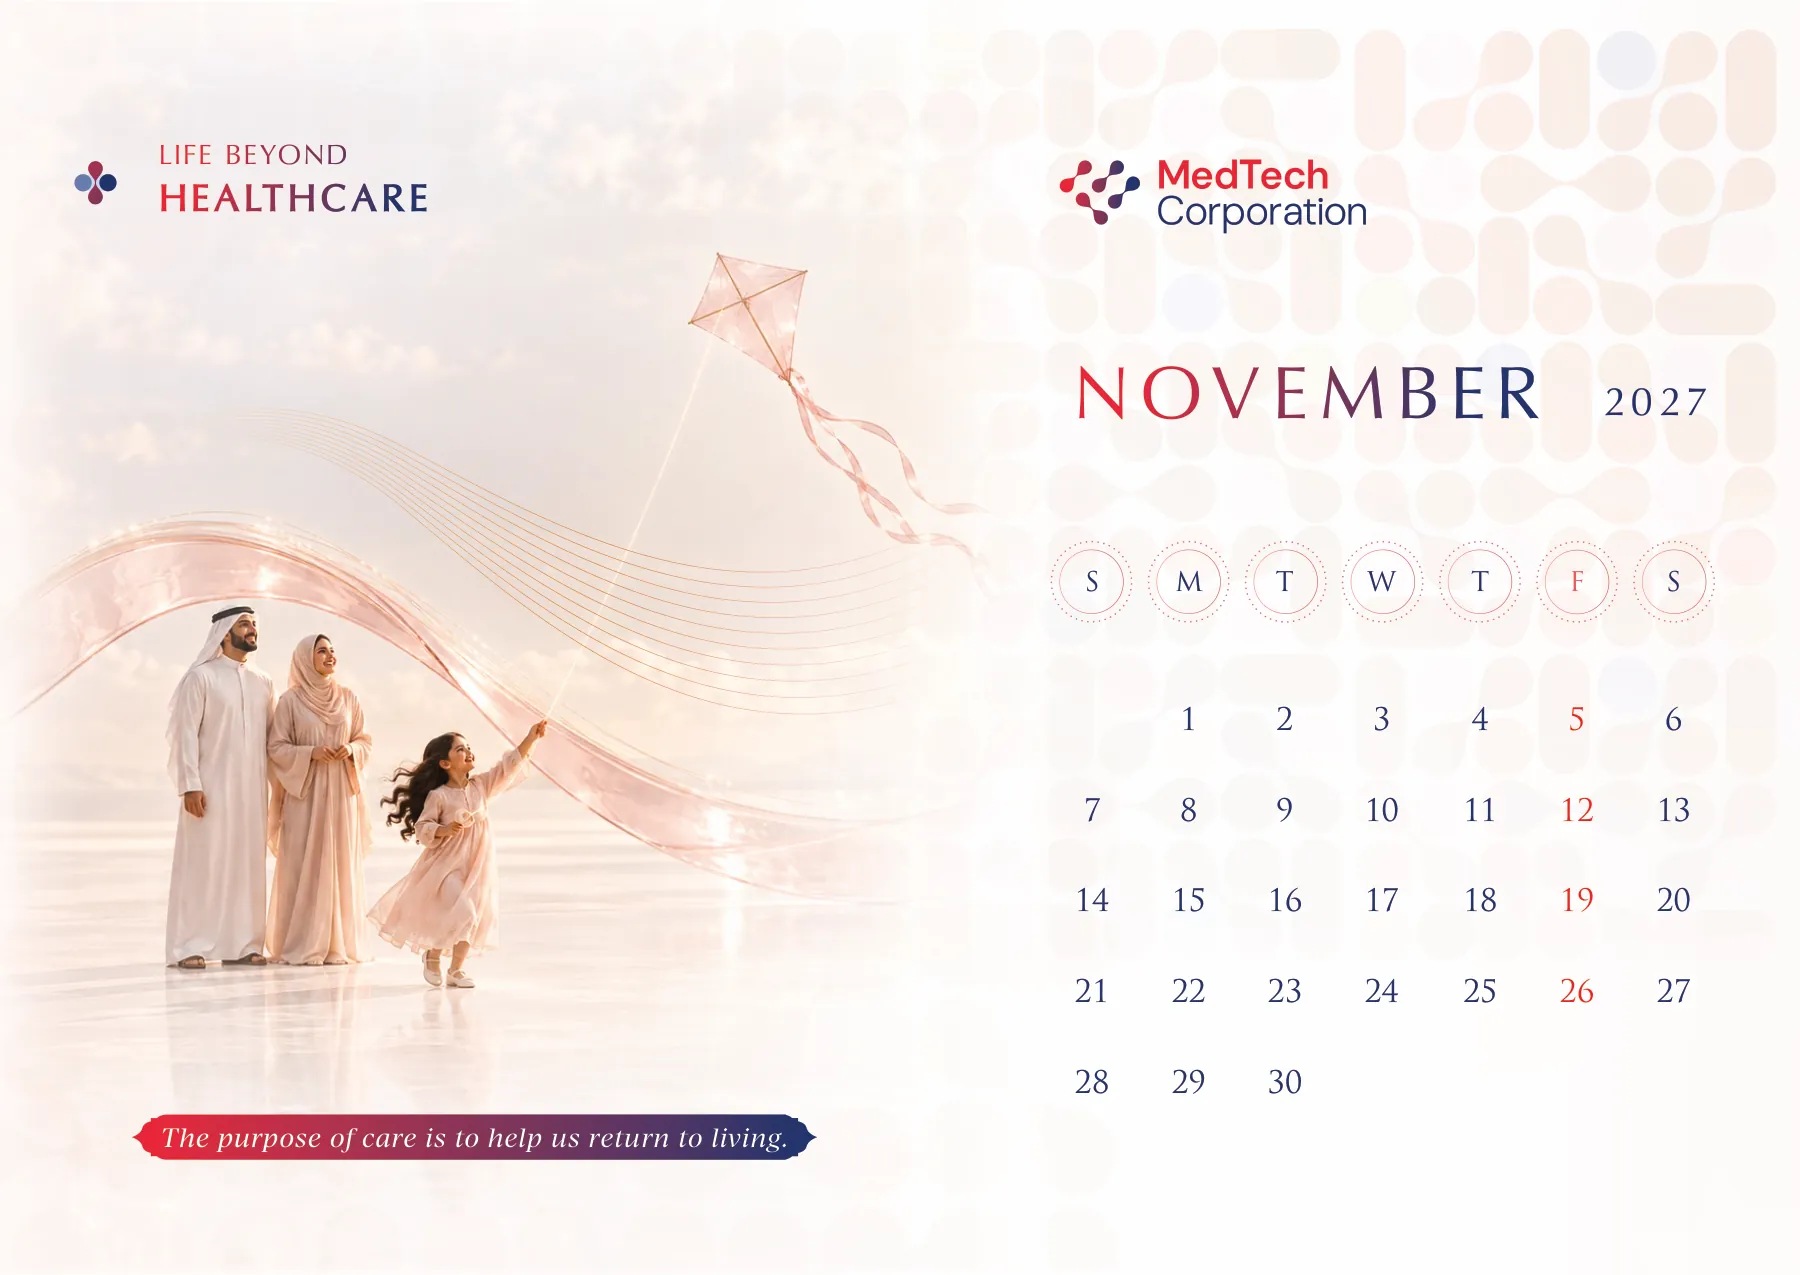 LIFE BEYOND
HEALTHCARE
The purpose of care is to help us return to living.
MedTech
Corporation
NOVEMBER 2027
S M T W T F S
1 2 3 4 5 6
7 8 9 10 11 12 13
14 15 16 17 18 19 20
21 22 23 24 25 26 27
28 29 30